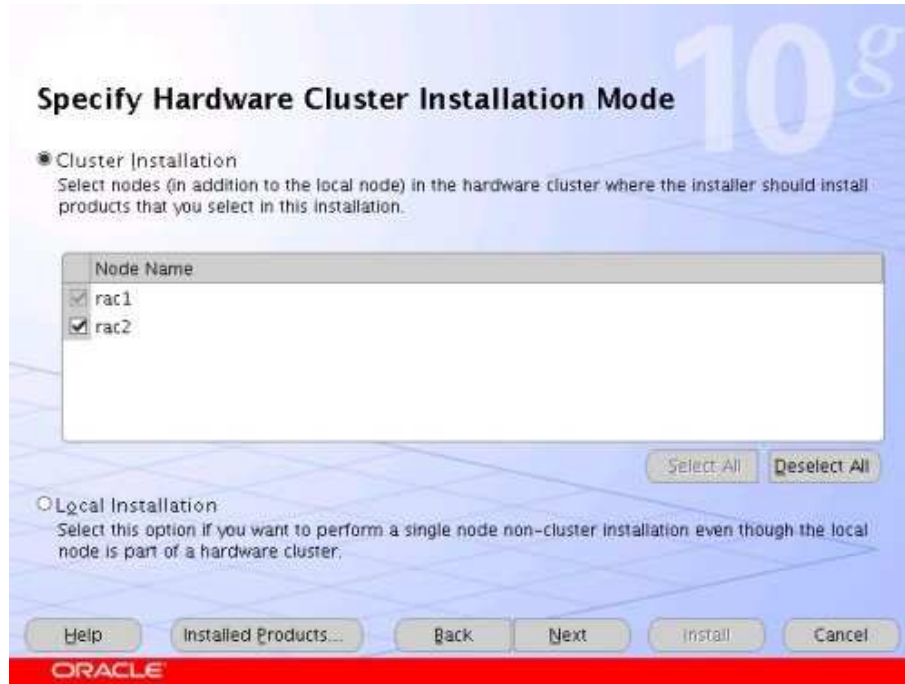 10g
Specify Hardware Cluster Installation Mode
Cluster Installation
Select nodes (in addition to the local node) in the hardware cluster where the installer should install
products that you select in this installation.
Node Name
rac1
rac2
Select All
Deselect All
Local Installation
Select this option if you want to perform a single node non-cluster installation even though the local
node is part of a hardware cluster.
Help
Installed Products...
Back
Next
Install
Cancel
ORACLE